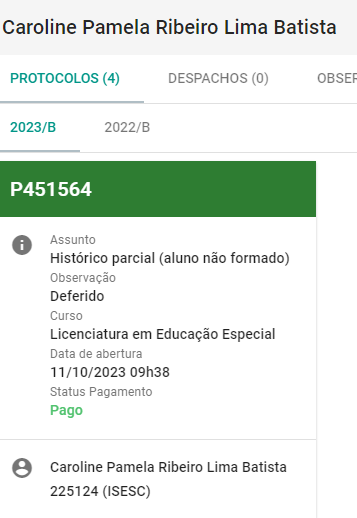 Caroline Pamela Ribeiro Lima Batista
PROTOCOLOS (4) DESPACHOS (0) OBSER
2023/B 2022/B
P451564
Assunto
Histórico parcial (aluno não formado)
Observação
Deferido
Curso
Licenciatura em Educação Especial
Data de abertura
11/10/2023 09h38
Status Pagamento
Pago
Caroline Pamela Ribeiro Lima Batista
225124 (ISESC)